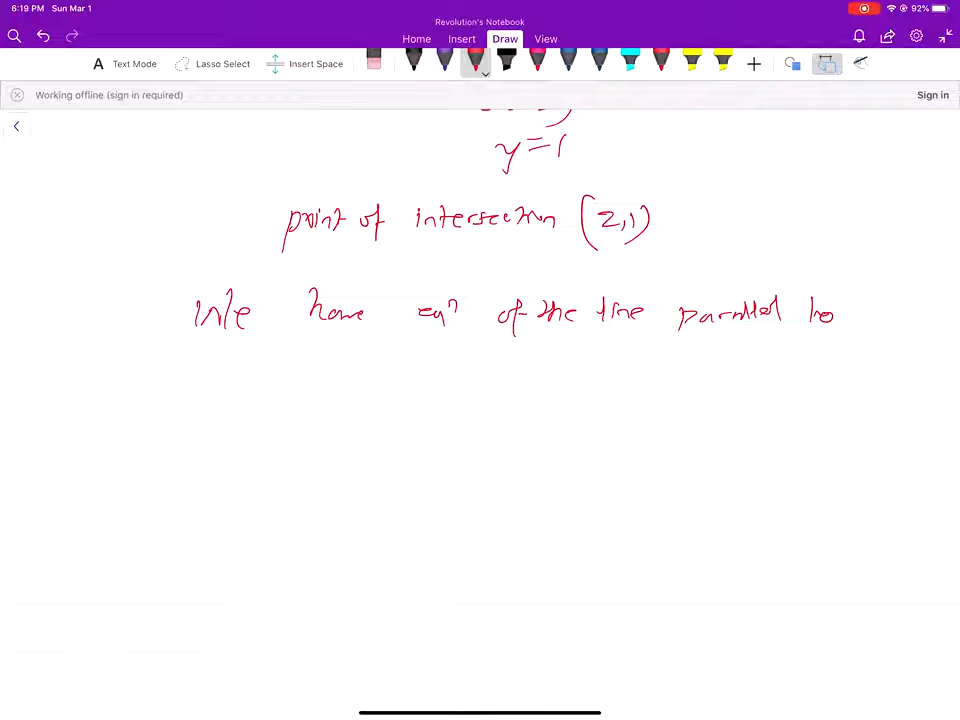 6:19 PM Sun Mar 1
92%
Revolution's Notebook
Home Insert Draw View
A Text Mode Lasso Select Insert Space
Working offline (sign in required) Sign in
y=1
point of intersection (2,1)
We have eqn of the line parallel to